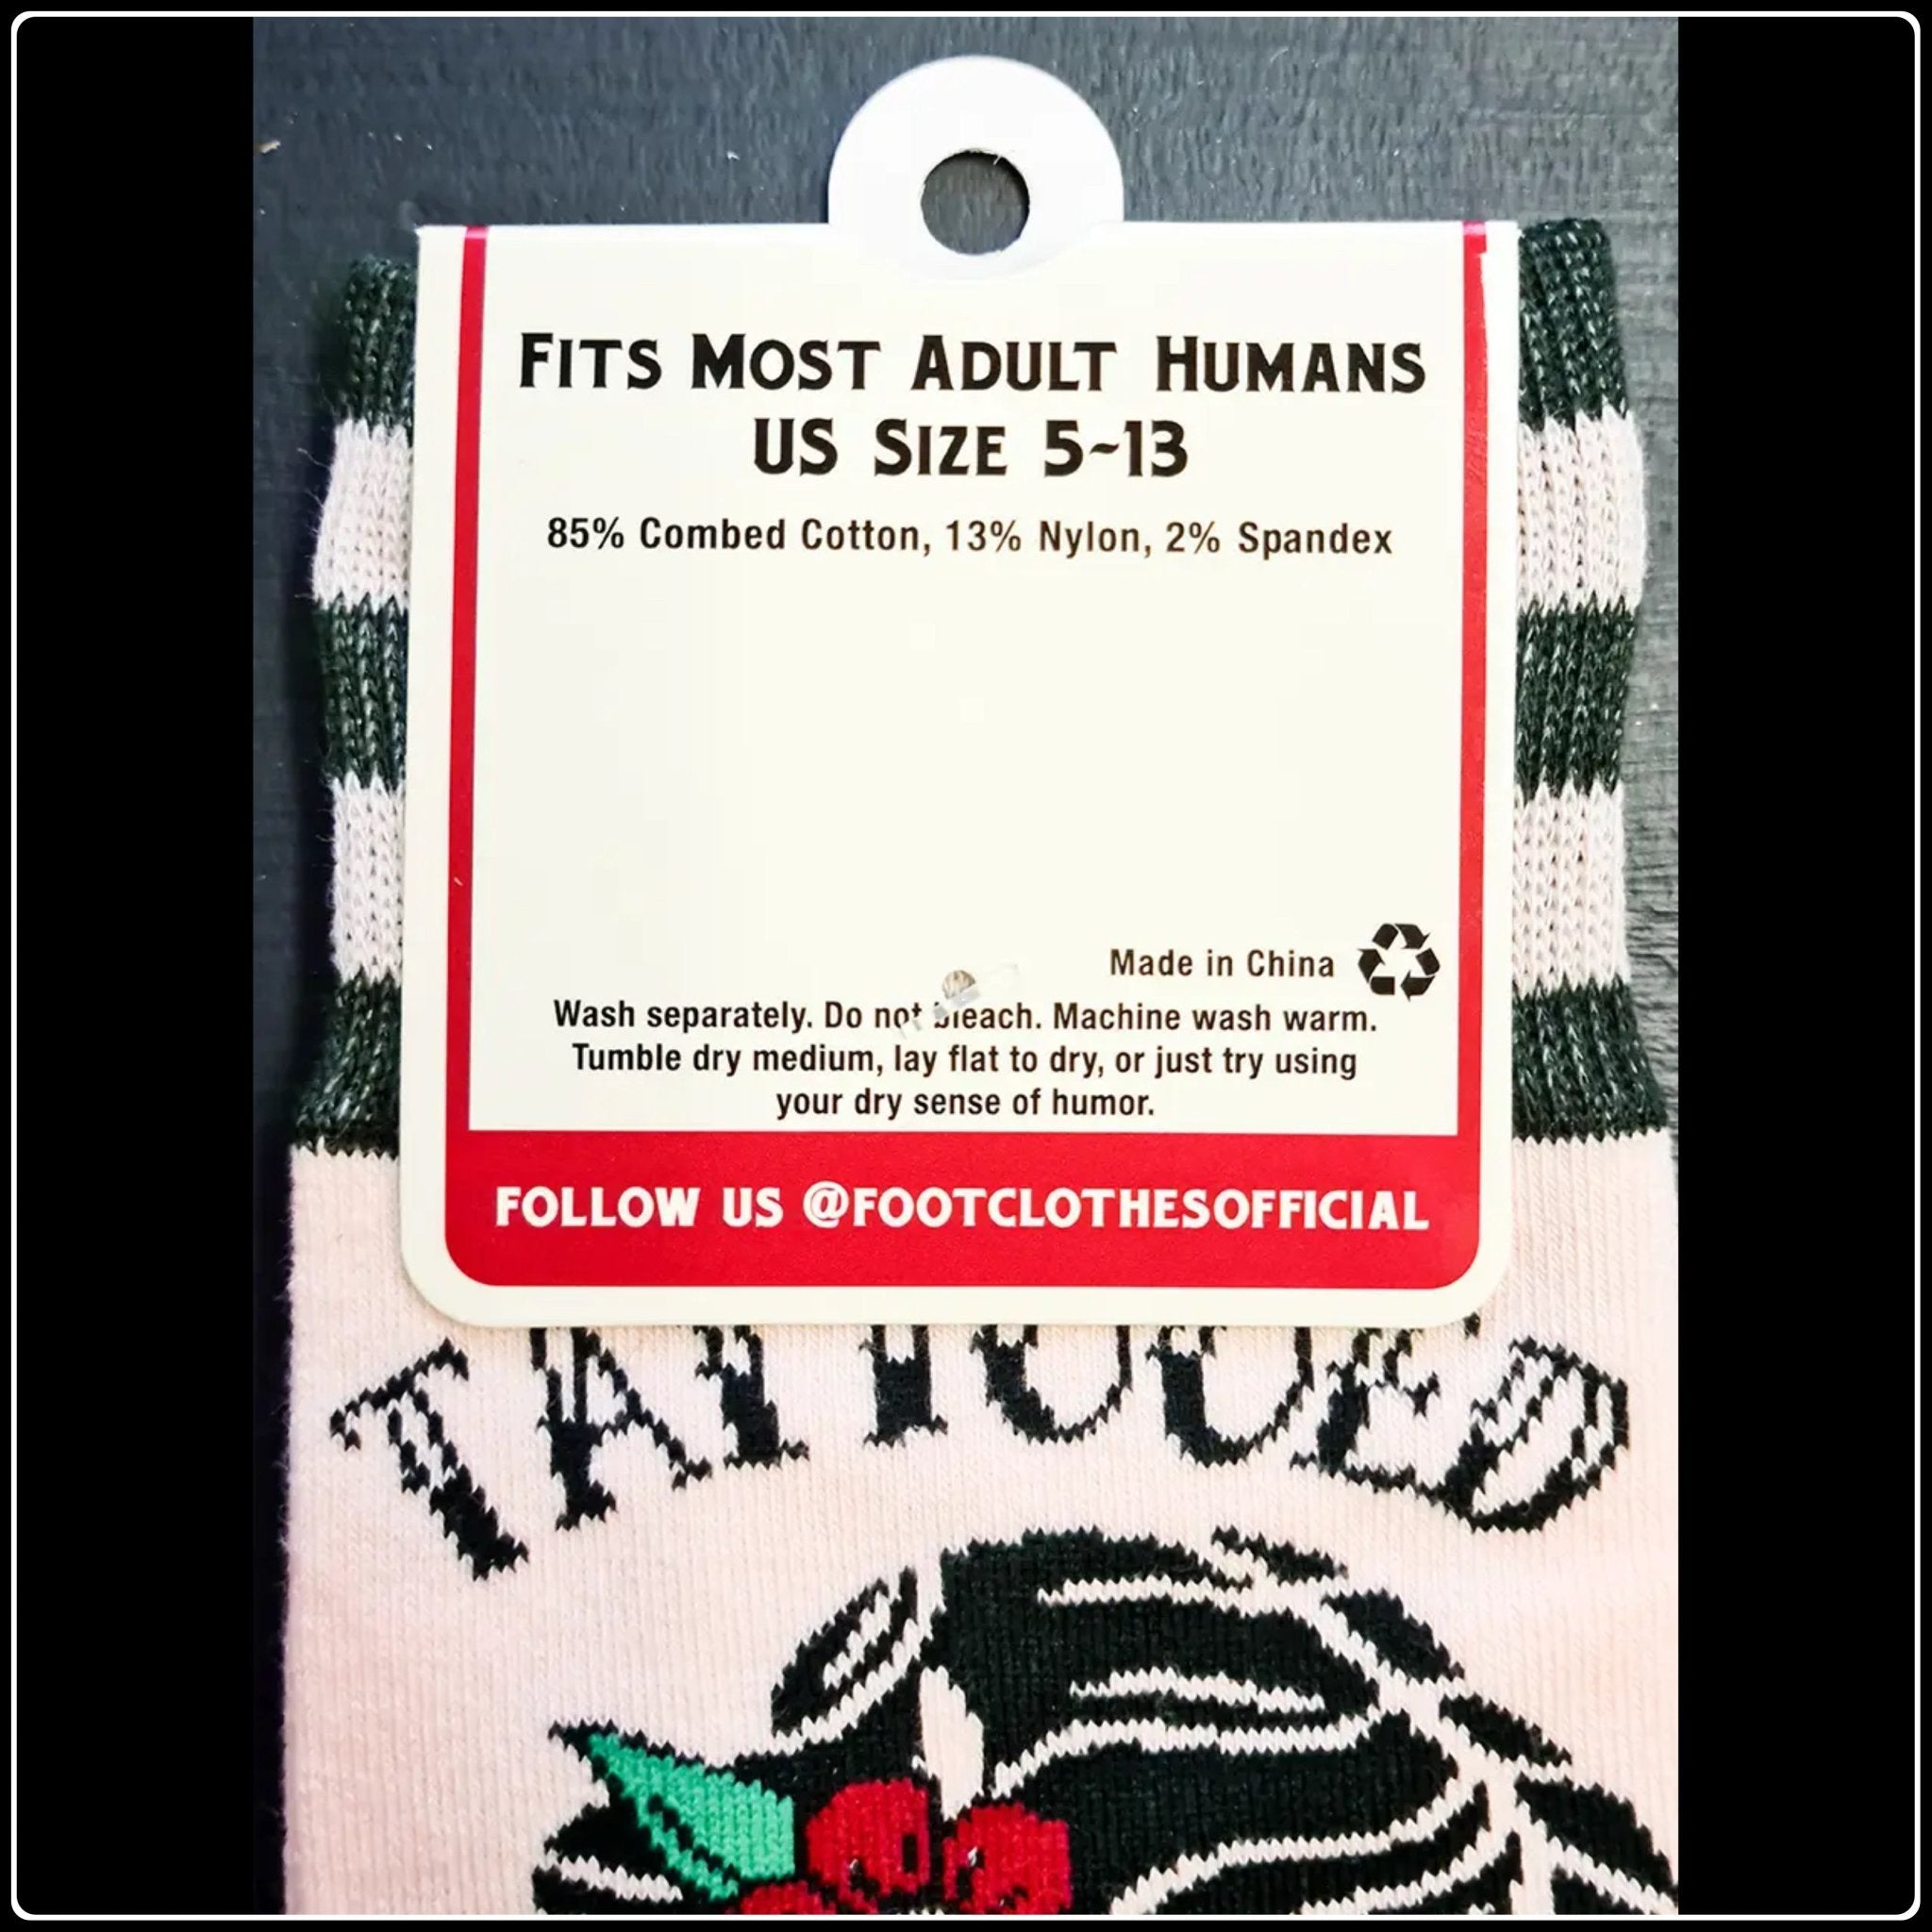 Fits Most Adult Humans
US Size 5~13
85% Combed Cotton, 13% Nylon, 2% Spandex
Made in China
Wash separately. Do not bleach. Machine wash warm.
Tumble dry medium, lay flat to dry, or just try using
your dry sense of humor.
FOLLOW US @FOOTCLOTHESOFFICIAL
TATTOOED